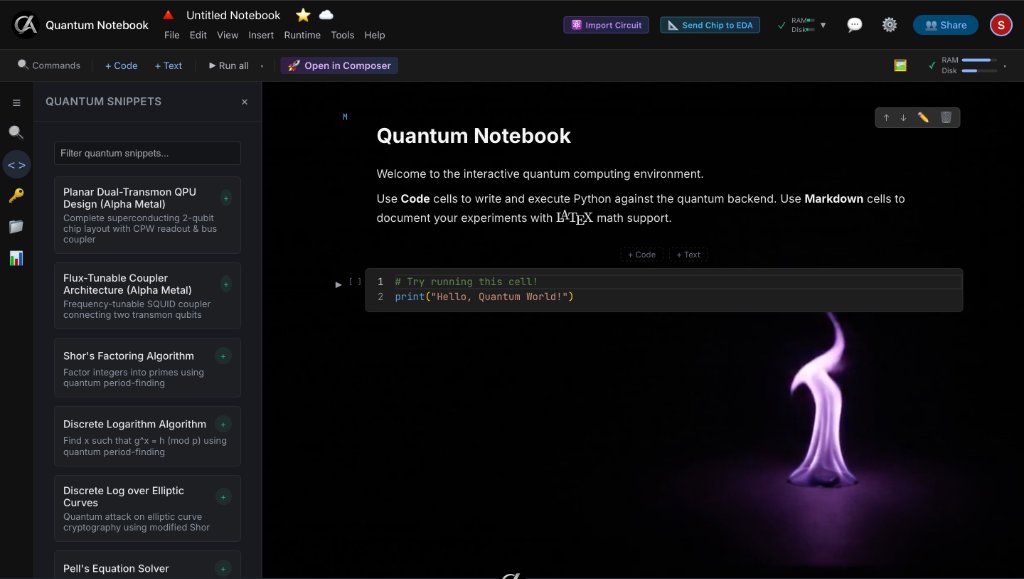 Quantum Notebook
Untitled Notebook
File Edit View Insert Runtime Tools Help
Import Circuit
Send Chip to EDA
RAM
Disk
Share
S
Commands
+ Code
+ Text
Run all
Open in Composer
RAM
Disk
QUANTUM SNIPPETS
×
Filter quantum snippets...
Planar Dual-Transmon QPU
Design (Alpha Metal)
+
Complete superconducting 2-qubit
chip layout with CPW readout & bus
coupler
Flux-Tunable Coupler
Architecture (Alpha Metal)
+
Frequency-tunable SQUID coupler
connecting two transmon qubits
Shor's Factoring Algorithm
+
Factor integers into primes using
quantum period-finding
Discrete Logarithm Algorithm
+
Find x such that g^x = h (mod p) using
quantum period-finding
Discrete Log over Elliptic
Curves
+
Quantum attack on elliptic curve
cryptography using modified Shor
Pell's Equation Solver
+
M
Quantum Notebook
Welcome to the interactive quantum computing environment.
Use Code cells to write and execute Python against the quantum backend. Use Markdown cells to
document your experiments with LATEX math support.
+ Code
+ Text
[ ]
1 # Try running this cell!
2 print("Hello, Quantum World!")